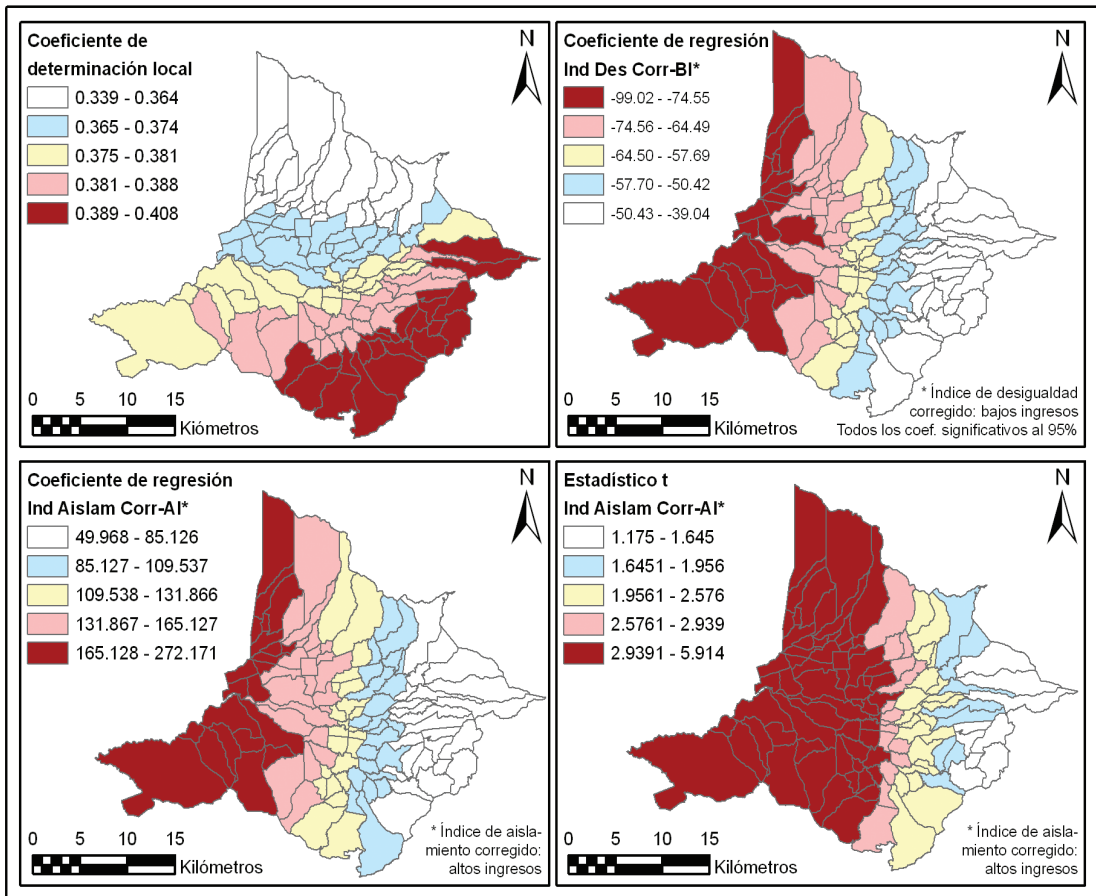 Coeficiente de
determinación local
0.339 - 0.364
0.365 - 0.374
0.375 - 0.381
0.381 - 0.388
0.389 - 0.408
N
0 5 10 15
Kiómetros
Coeficiente de regresión
Ind Des Corr-BI*
-99.02 - -74.55
-74.56 - -64.49
-64.50 - -57.69
-57.70 - -50.42
-50.43 - -39.04
N
0 5 10 15
Kilómetros
* Índice de desigualdad
corregido: bajos ingresos
Todos los coef. significativos al 95%
Coeficiente de regresión
Ind Aislam Corr-AI*
49.968 - 85.126
85.127 - 109.537
109.538 - 131.866
131.867 - 165.127
165.128 - 272.171
N
0 5 10 15
Kilómetros
* Índice de aisla-
miento corregido:
altos ingresos
Estadístico t
Ind Aislam Corr-AI*
1.175 - 1.645
1.6451 - 1.956
1.9561 - 2.576
2.5761 - 2.939
2.9391 - 5.914
N
0 5 10 15
Kilómetros
* Índice de aisla-
miento corregido:
altos ingresos